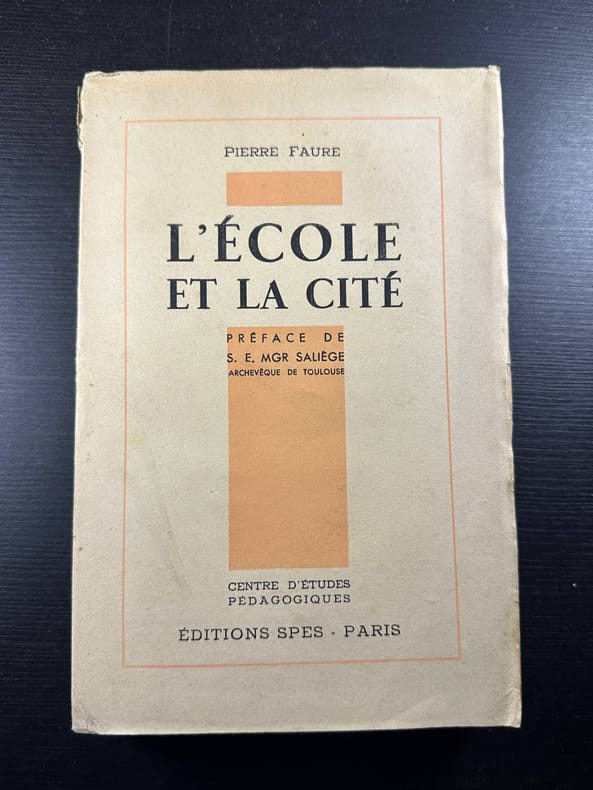 PIERRE FAURE
L'ÉCOLE
ET LA CITÉ
PRÉFACE DE
S. E. MGR SALIÈGE
ARCHEVÊQUE DE TOULOUSE
CENTRE D'ÉTUDES
PÉDAGOGIQUES
ÉDITIONS SPES - PARIS